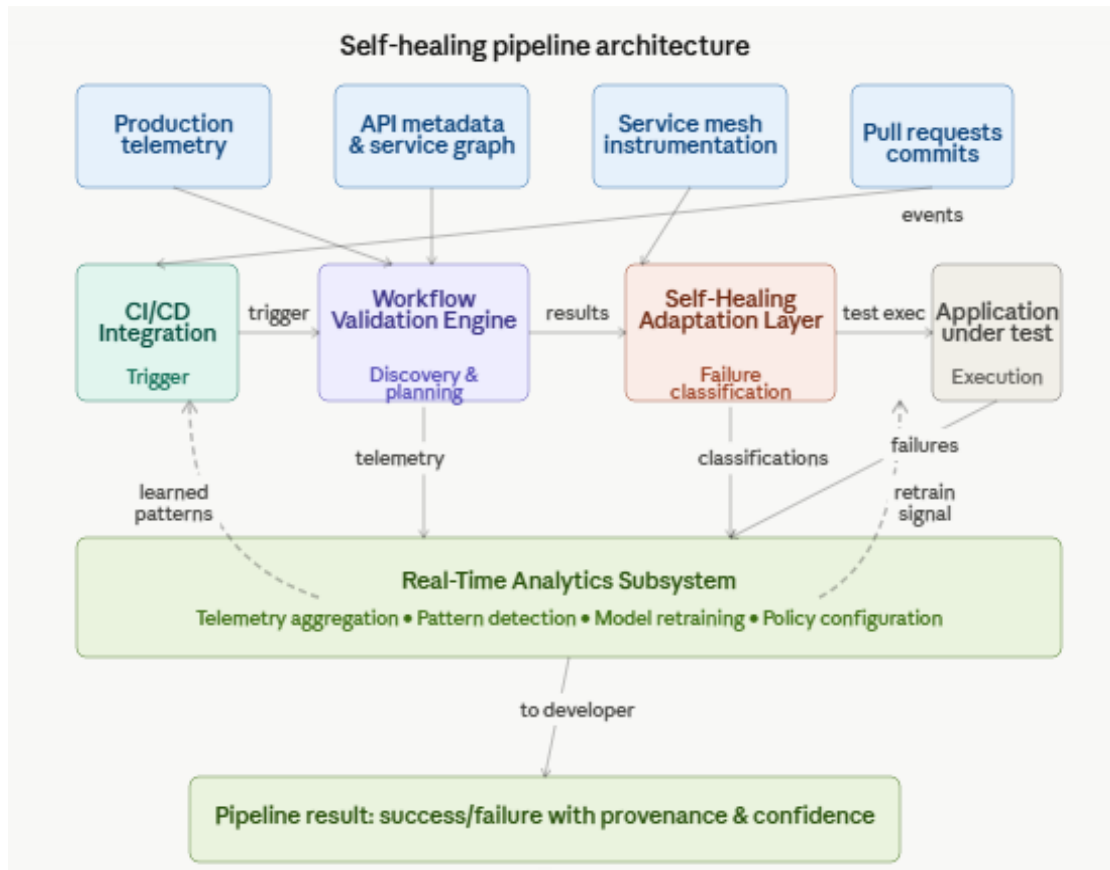 Self-healing pipeline architecture
Production
telemetry
API metadata
& service graph
Service mesh
instrumentation
Pull requests
commits
events
CI/CD
Integration
Trigger
trigger
Workflow
Validation Engine
Discovery &
planning
results
Self-Healing
Adaptation Layer
Failure
classification
test exec
Application
under test
Execution
telemetry
classifications
failures
learned
patterns
retrain
signal
Real-Time Analytics Subsystem
Telemetry aggregation • Pattern detection • Model retraining • Policy configuration
to developer
Pipeline result: success/failure with provenance & confidence